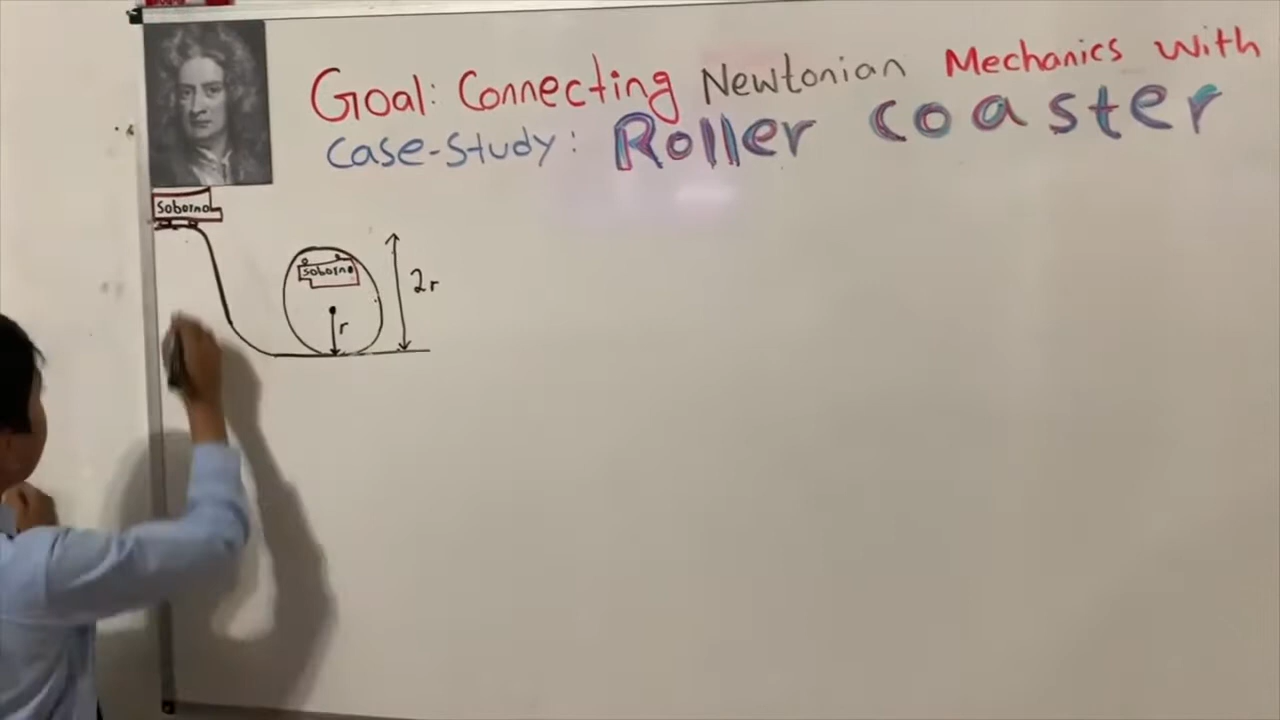 Goal: Connecting Newtonian Mechanics with
Case-Study: Roller coaster
Soborno
Soborno
2r
r